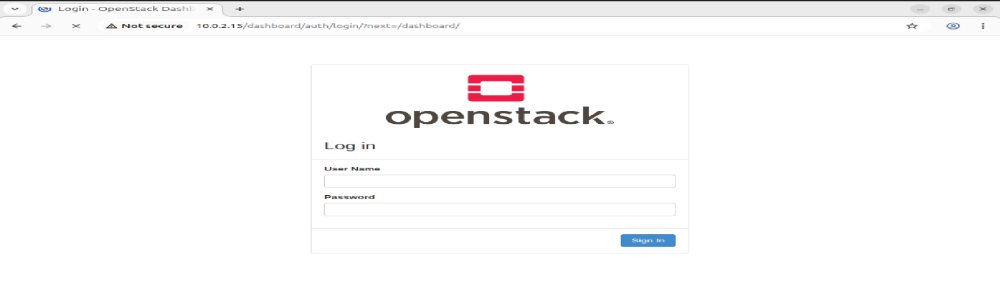 Login - OpenStack Dashb
Not secure 10.0.2.15/dashboard/auth/login/?next=/dashboard/
openstack®
Log in
User Name
Password
Sign In